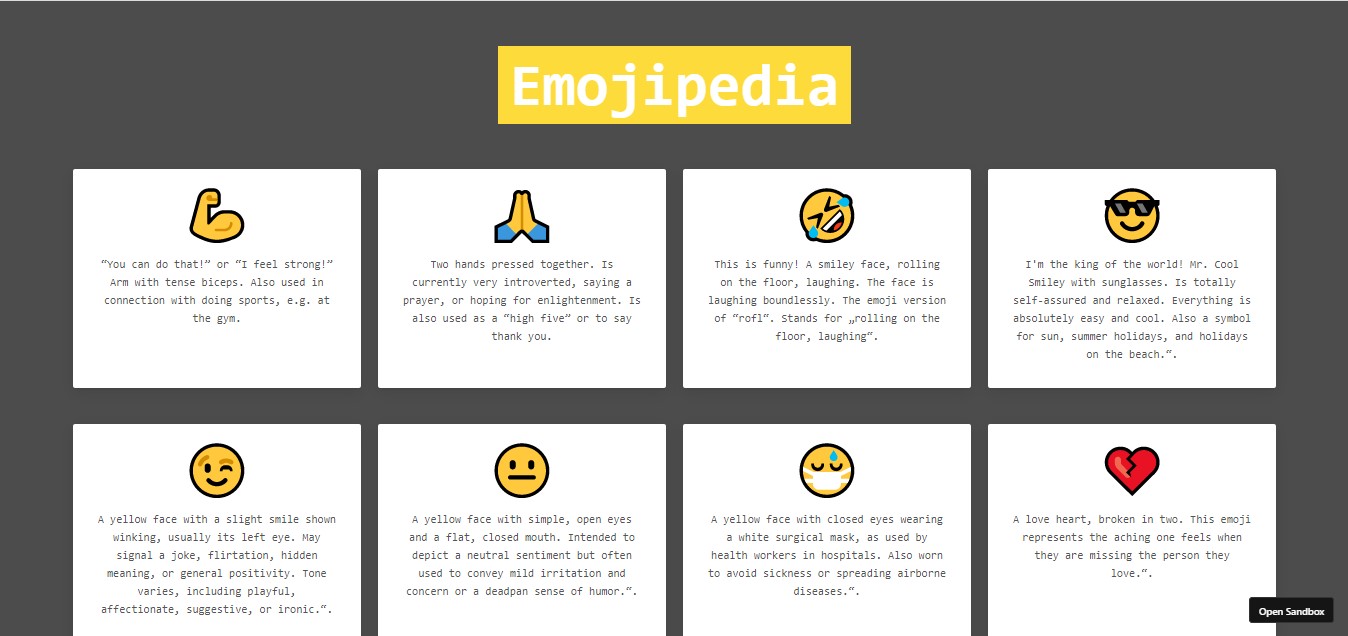 Emojipedia
“You can do that!” or “I feel strong!”
Arm with tense biceps. Also used in
connection with doing sports, e.g. at
the gym.
Two hands pressed together. Is
currently very introverted, saying a
prayer, or hoping for enlightenment. Is
also used as a “high five” or to say
thank you.
This is funny! A smiley face, rolling
on the floor, laughing. The face is
laughing boundlessly. The emoji version
of “rofl“. Stands for „rolling on the
floor, laughing“.
I'm the king of the world! Mr. Cool
Smiley with sunglasses. Is totally
self-assured and relaxed. Everything is
absolutely easy and cool. Also a symbol
for sun, summer holidays, and holidays
on the beach.“.
A yellow face with a slight smile shown
winking, usually its left eye. May
signal a joke, flirtation, hidden
meaning, or general positivity. Tone
varies, including playful,
affectionate, suggestive, or ironic.“.
A yellow face with simple, open eyes
and a flat, closed mouth. Intended to
depict a neutral sentiment but often
used to convey mild irritation and
concern or a deadpan sense of humor.“.
A yellow face with closed eyes wearing
a white surgical mask, as used by
health workers in hospitals. Also worn
to avoid sickness or spreading airborne
diseases.“.
A love heart, broken in two. This emoji
represents the aching one feels when
they are missing the person they
love.“.
Open Sandbox